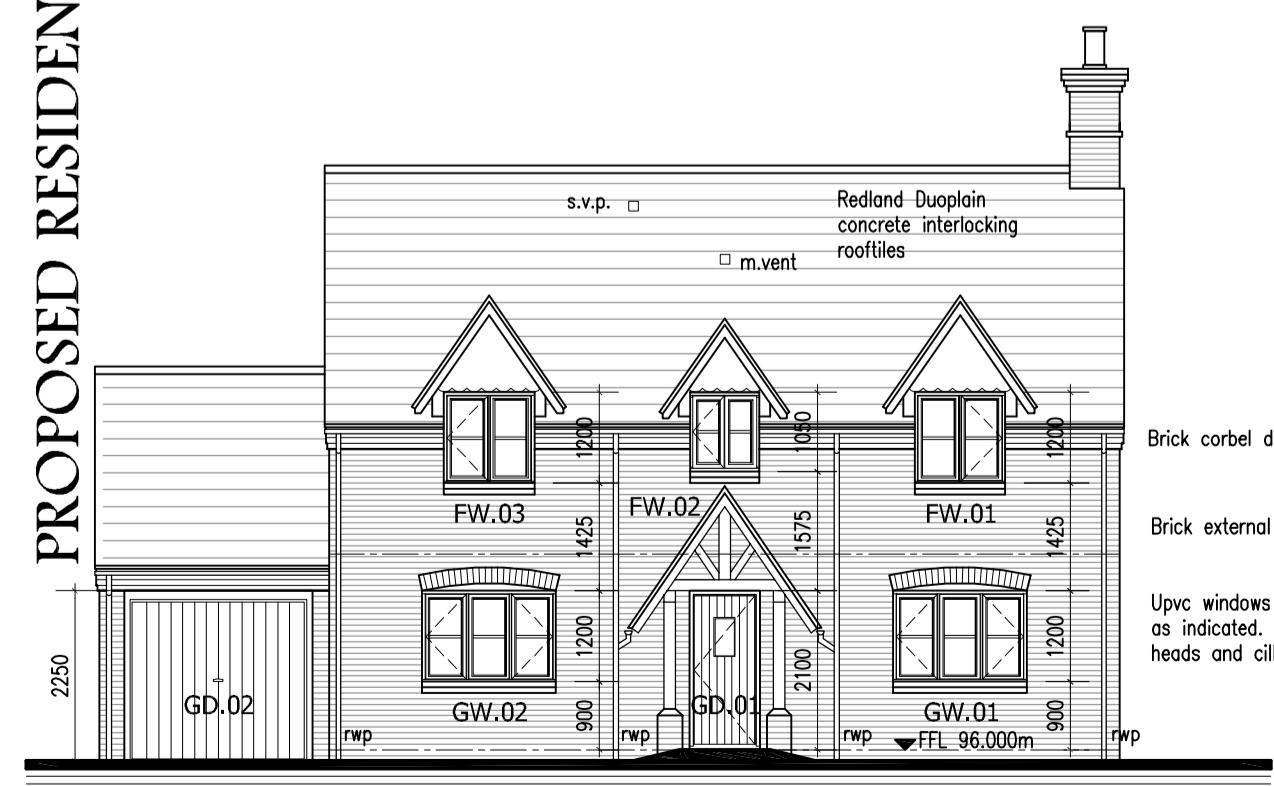 PROPOSED RESIDEN
s.v.p.
Redland Duoplain
concrete interlocking
rooftiles
m.vent
1200
1050
1200
Brick corbel d
FW.03
FW.02
FW.01
1425
1575
1425
Brick external
Upvc windows
as indicated.
heads and cil
1200
1200
2250
2100
GD.02
GW.02
900
GD.01
GW.01
900
rwp
rwp
rwp
FFL 96.000m
rwp